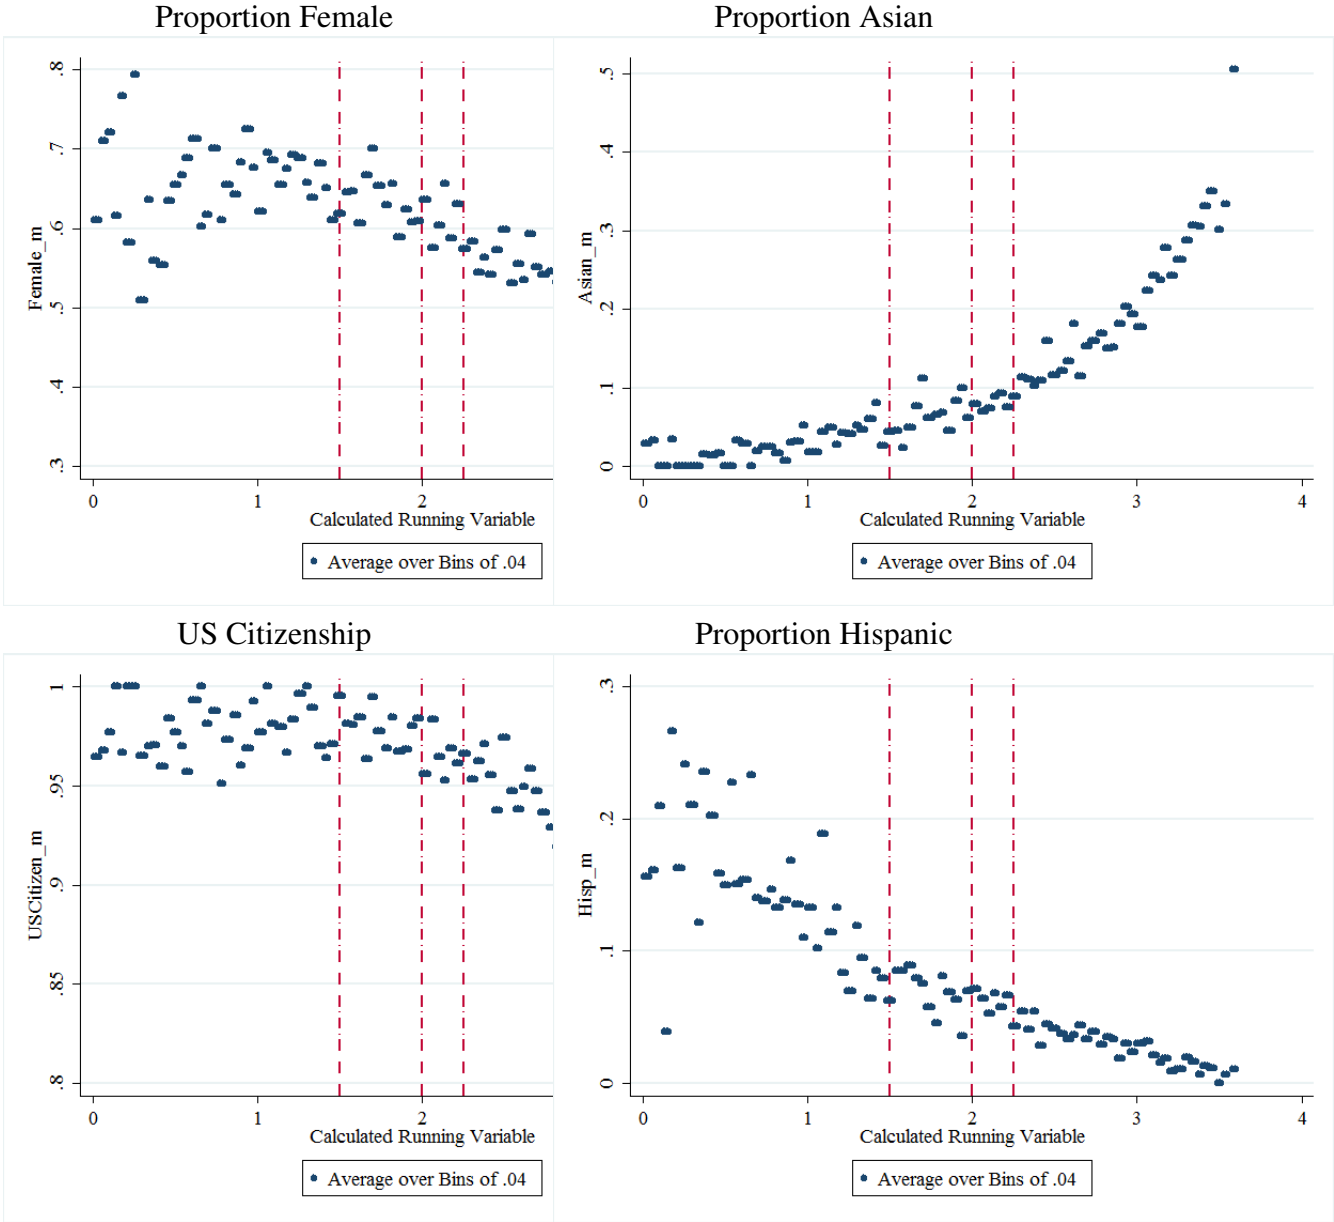 Proportion Female
.8
.7
.6
.5
.4
.3
Female_m
0 1 2
Calculated Running Variable
Average over Bins of .04
Proportion Asian
.5
.4
.3
.2
.1
0
Asian_m
0 1 2 3 4
Calculated Running Variable
Average over Bins of .04
US Citizenship
1
.95
.9
.85
.8
USCitizen_m
0 1 2
Calculated Running Variable
Average over Bins of .04
Proportion Hispanic
.3
.2
.1
0
Hisp_m
0 1 2 3 4
Calculated Running Variable
Average over Bins of .04